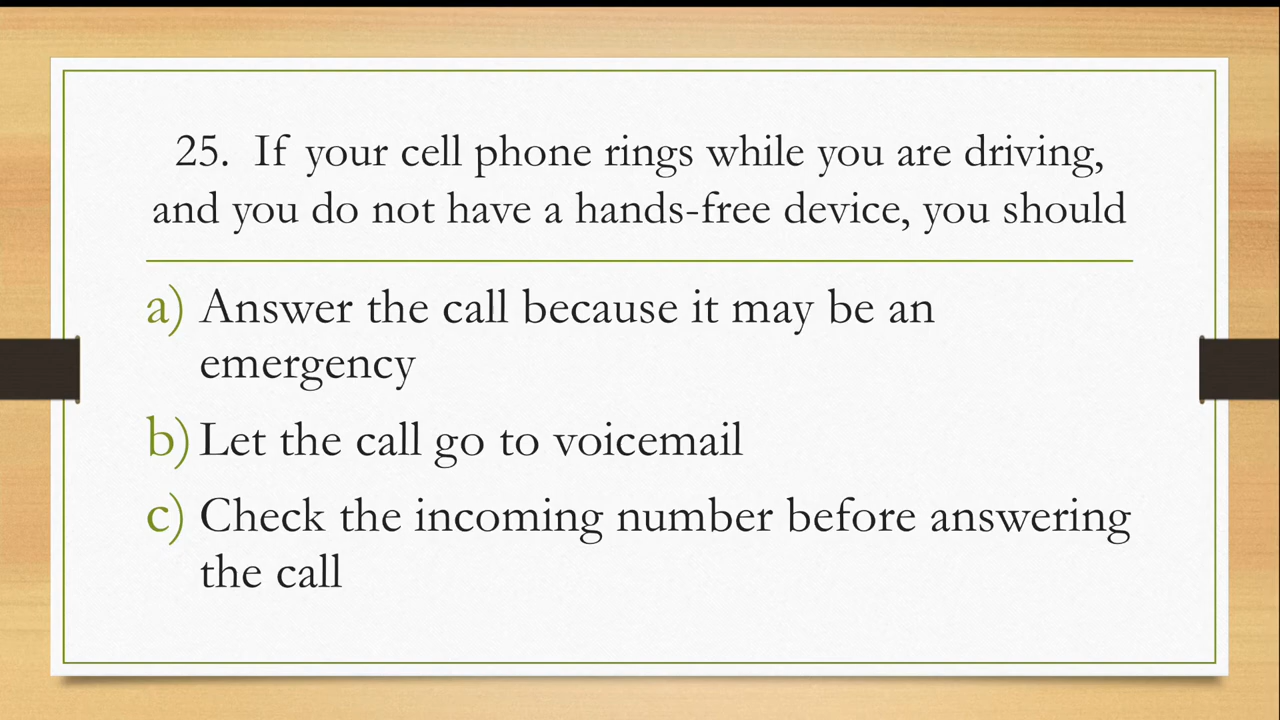 25. If your cell phone rings while you are driving,
and you do not have a hands-free device, you should
a) Answer the call because it may be an
emergency
b) Let the call go to voicemail
c) Check the incoming number before answering
the call